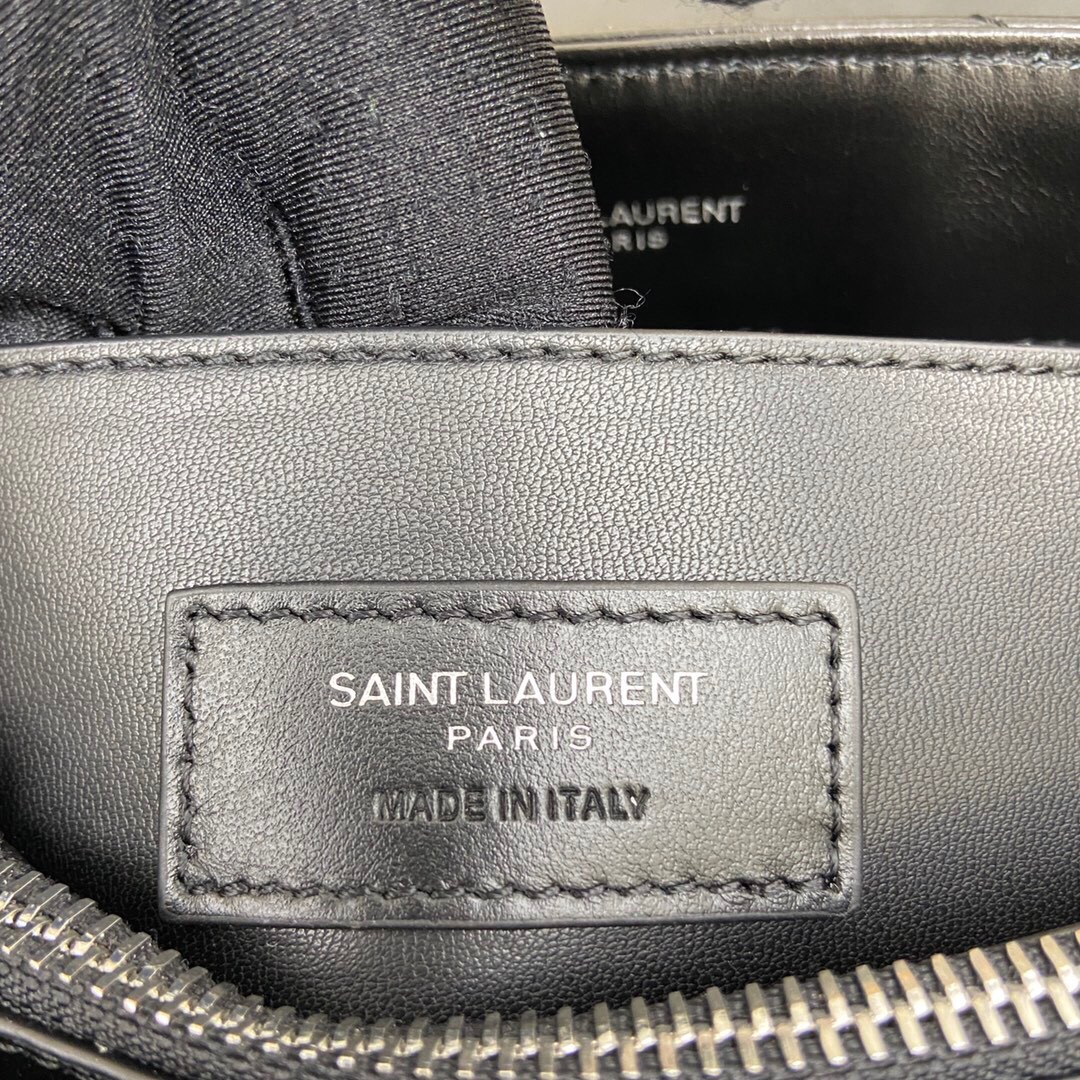 LAURENT
PARIS
SAINT LAURENT
PARIS
MADE IN ITALY